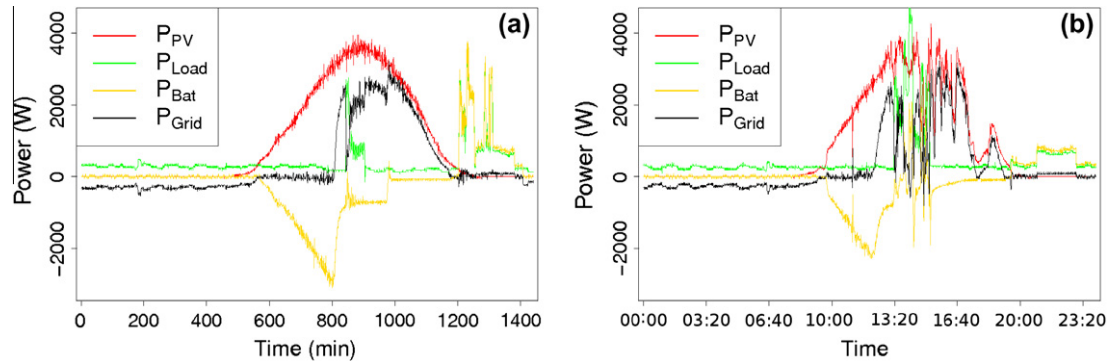 (a)
P_PV
P_Load
P_Bat
P_Grid
Power (W)
4000
2000
0
−2000
0 200 400 600 800 1000 1200 1400
Time (min)
(b)
P_PV
P_Load
P_Bat
P_Grid
Power (W)
4000
2000
0
−2000
00:00 03:20 06:40 10:00 13:20 16:40 20:00 23:20
Time